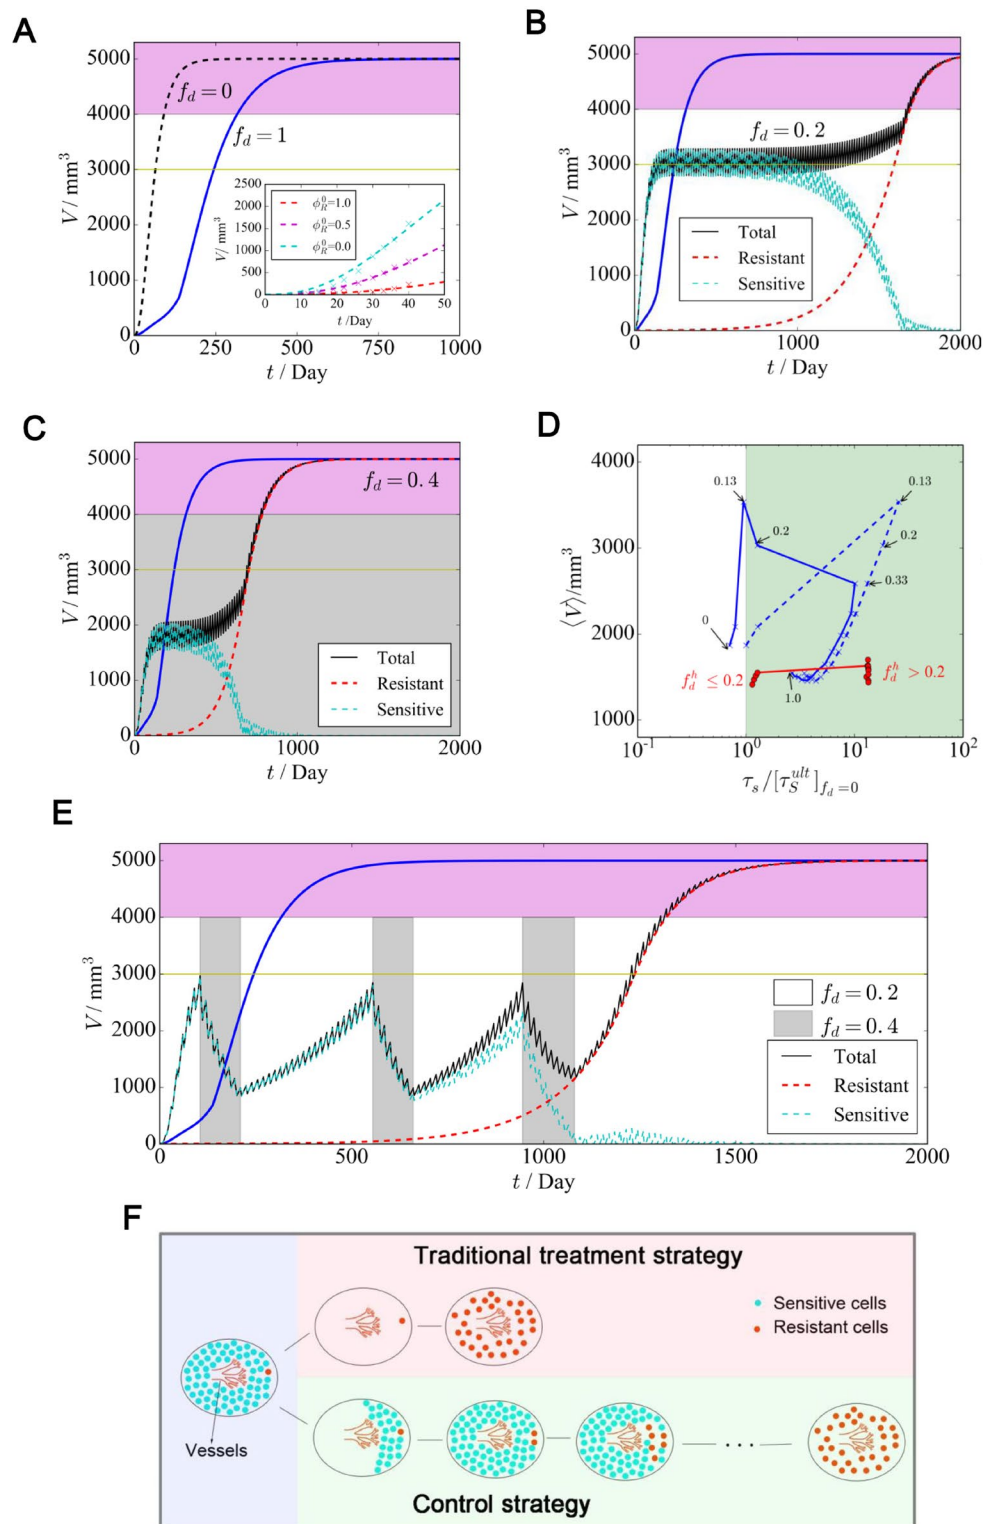 A
5000
4000
3000
2000
1000
0
V/ mm³
f_d=0
f_d=1
2500
2000
1500
1000
500
0
V/ mm³
ϕ_R^0=1.0
ϕ_R^0=0.5
ϕ_R^0=0.0
0 10 20 30 40 50
t /Day
0 250 500 750 1000
t / Day
B
5000
4000
3000
2000
1000
0
V/ mm³
f_d=0.2
Total
Resistant
Sensitive
0 1000 2000
t / Day
C
5000
4000
3000
2000
1000
0
V/ mm³
f_d=0.4
Total
Resistant
Sensitive
0 1000 2000
t / Day
D
4000
3000
2000
1000
⟨V⟩/mm³
0.13
0.13
0.2
0.2
0.33
0
f_d^h ≤ 0.2
f_d^h > 0.2
1.0
10⁻¹ 10⁰ 10¹ 10²
τ_s/[τ_S^{ult}]_{f_d=0}
E
5000
4000
3000
2000
1000
0
V/ mm³
f_d=0.2
f_d=0.4
Total
Resistant
Sensitive
0 500 1000 1500 2000
t / Day
F
Traditional treatment strategy
Sensitive cells
Resistant cells
Vessels
...
Control strategy